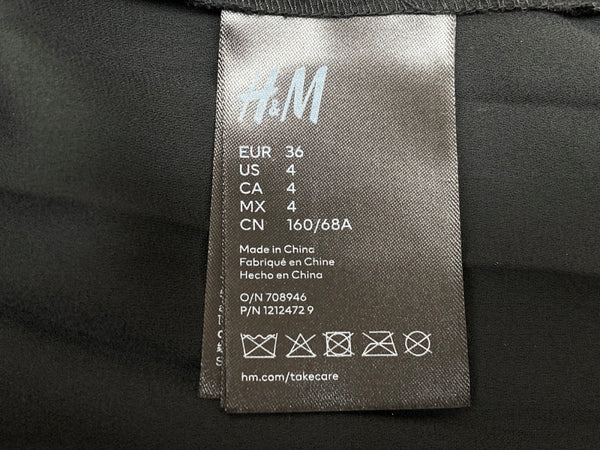 H&M
EUR 36
US 4
CA 4
MX 4
CN 160/68A
Made in China
Fabriqué en Chine
Hecho en China
O/N 708946
P/N 1212472 9
hm.com/takecare